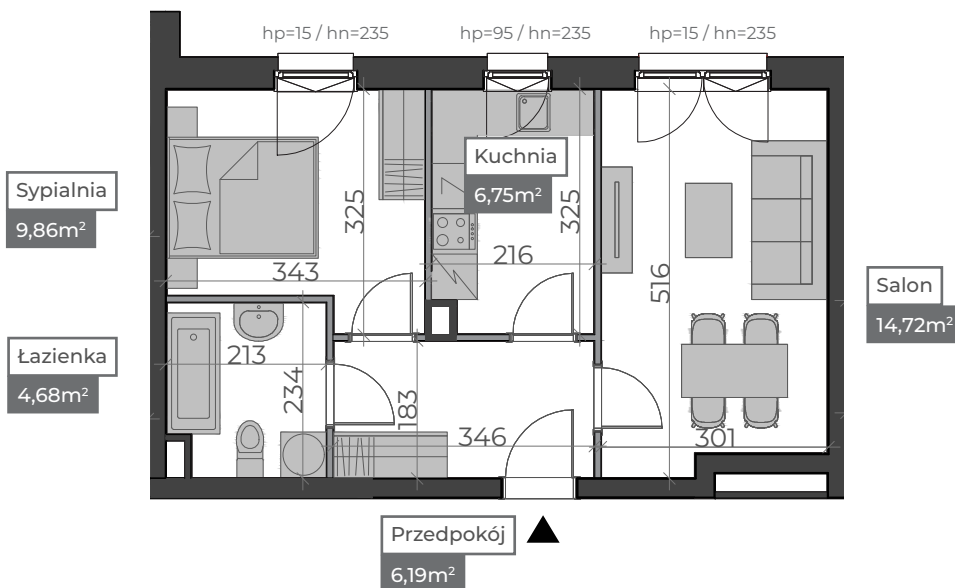 hp=15 / hn=235
hp=95 / hn=235
hp=15 / hn=235
Kuchnia
6,75m²
Sypialnia
9,86m²
325
325
216
343
516
Salon
14,72m²
Łazienka
4,68m²
213
234
183
346
301
Przedpokój
6,19m²